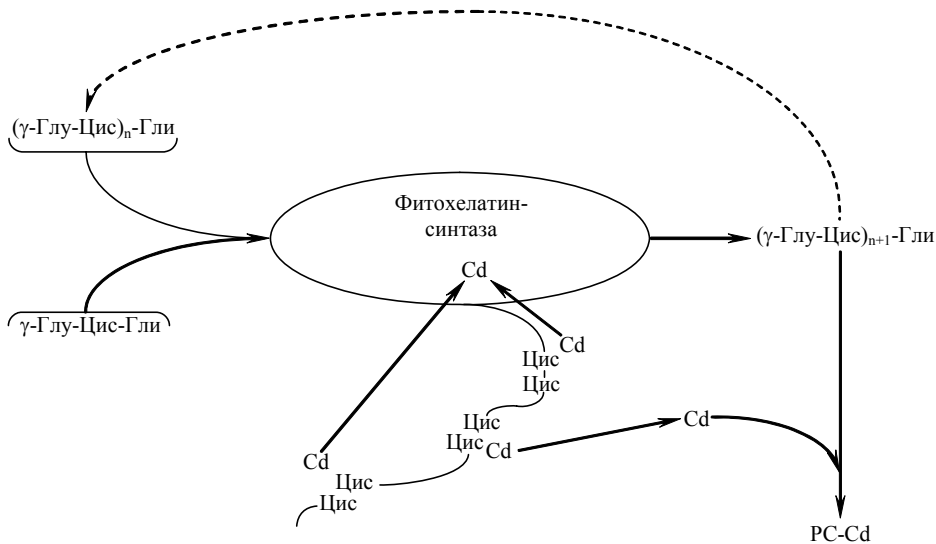 (γ-Глу-Цис)n-Гли
Фитохелатин-
синтаза
(γ-Глу-Цис)n+1-Гли
Cd
γ-Глу-Цис-Гли
Cd
Цис
Цис
Цис
Cd
Цис
Cd
Cd
Цис
Цис
PC-Cd